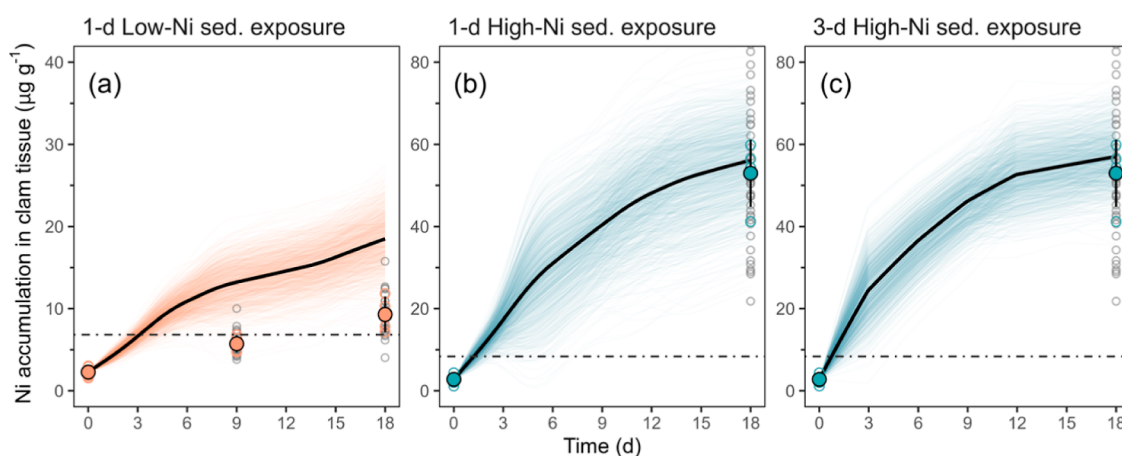 1-d Low-Ni sed. exposure
1-d High-Ni sed. exposure
3-d High-Ni sed. exposure
Ni accumulation in clam tissue (µg g⁻¹)
(a)
40
30
20
10
0
0 3 6 9 12 15 18
(b)
80
60
40
20
0
0 3 6 9 12 15 18
(c)
80
60
40
20
0
0 3 6 9 12 15 18
Time (d)